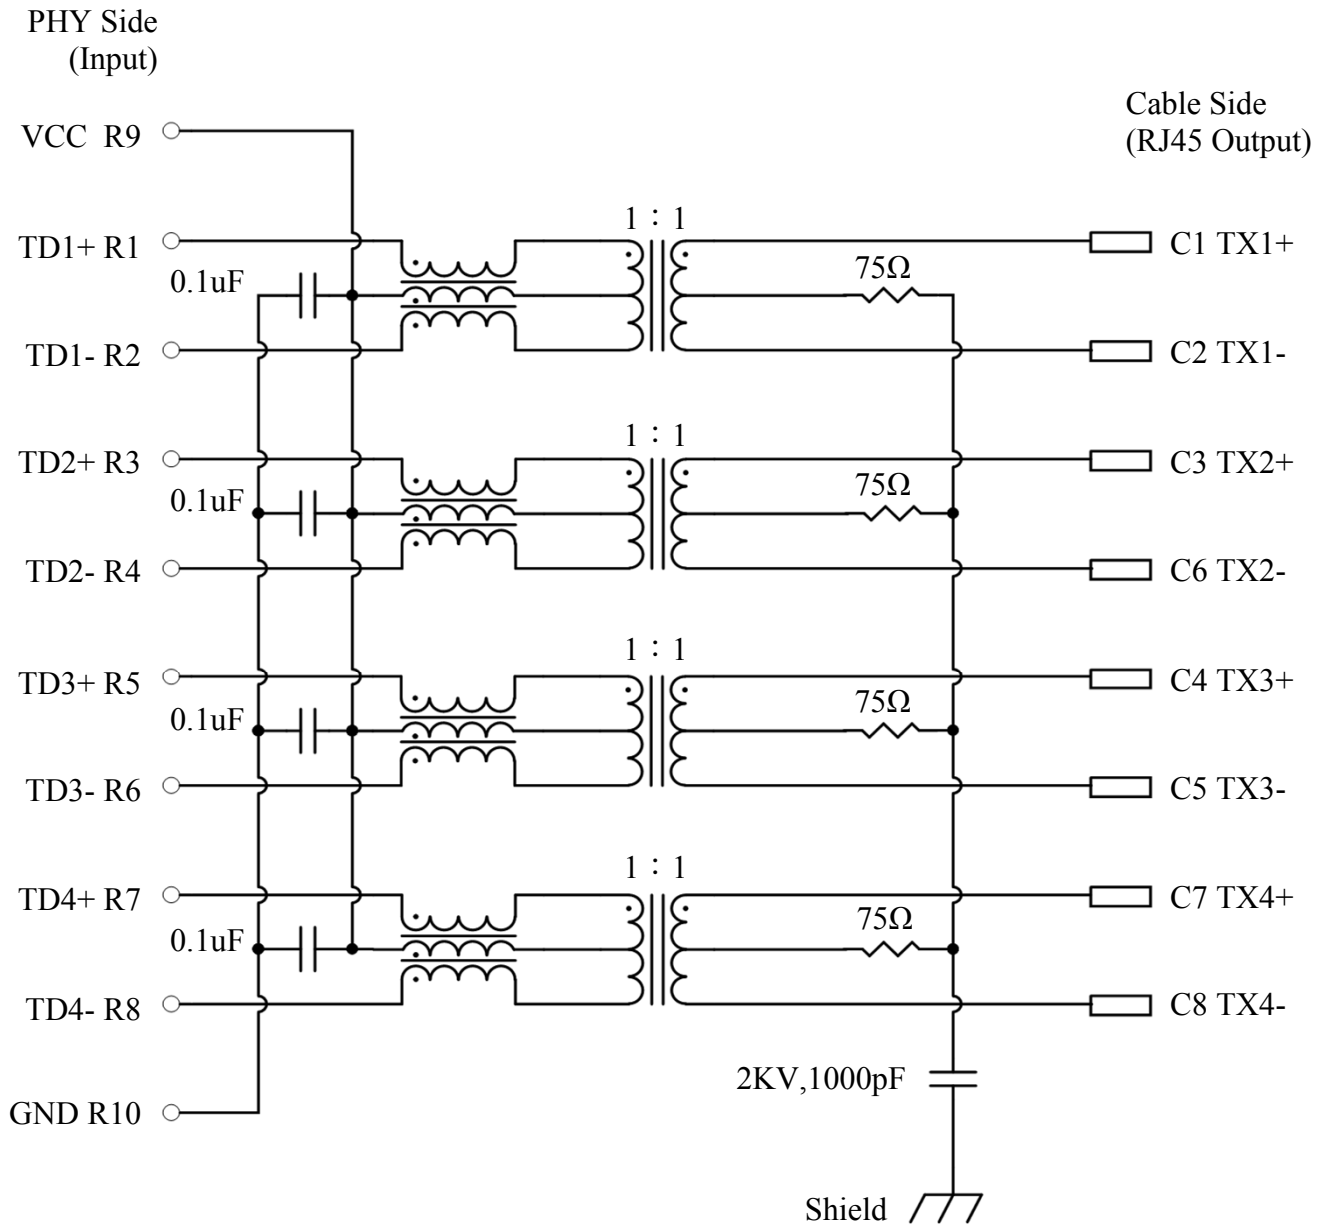 PHY Side
(Input)
Cable Side
(RJ45 Output)
VCC R9
1 : 1
TD1+ R1
C1 TX1+
0.1uF
75Ω
TD1- R2
C2 TX1-
1 : 1
TD2+ R3
C3 TX2+
0.1uF
75Ω
TD2- R4
C6 TX2-
1 : 1
TD3+ R5
C4 TX3+
0.1uF
75Ω
TD3- R6
C5 TX3-
1 : 1
TD4+ R7
C7 TX4+
0.1uF
75Ω
TD4- R8
C8 TX4-
2KV,1000pF
GND R10
Shield